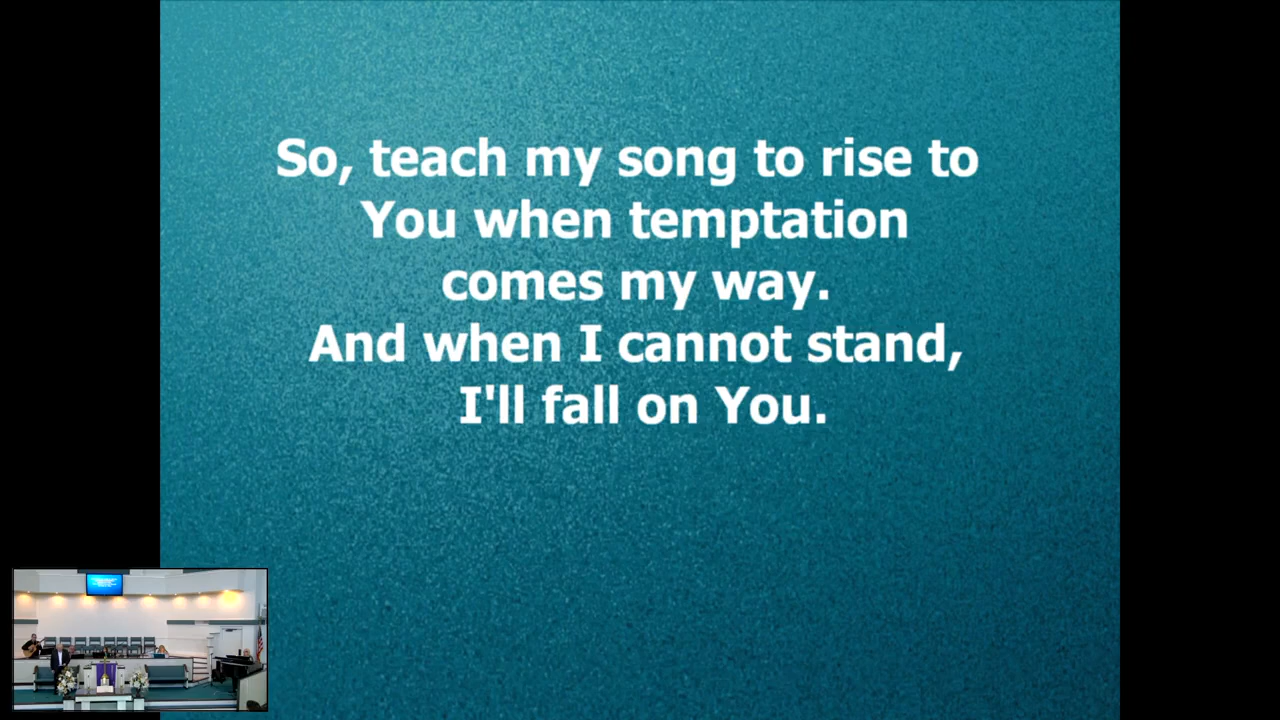 So, teach my song to rise to
You when temptation
comes my way.
And when I cannot stand,
I'll fall on You.